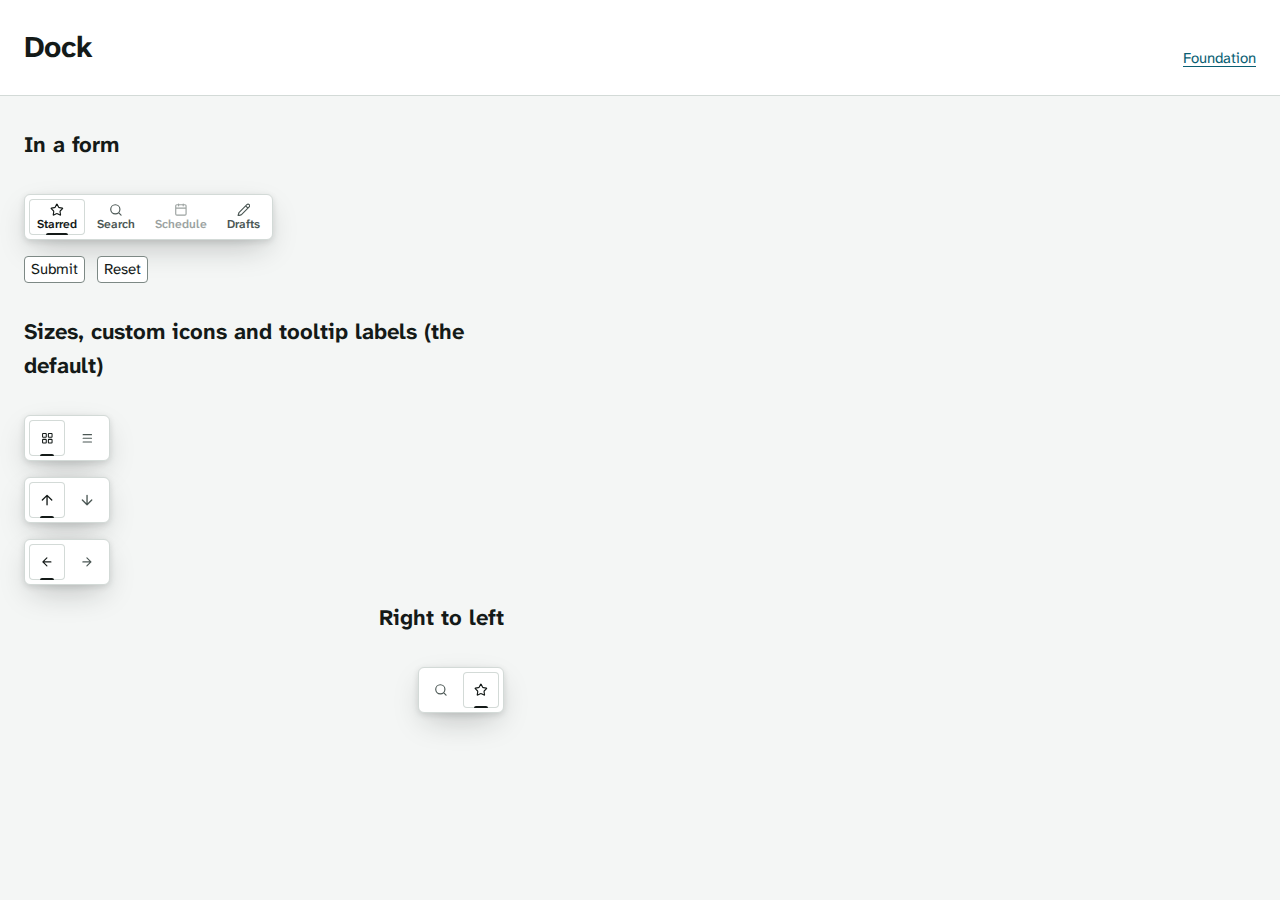 Dock
Foundation
In a form
Starred Search Schedule Drafts
Submit Reset
Sizes, custom icons and tooltip labels (the
default)
Right to left